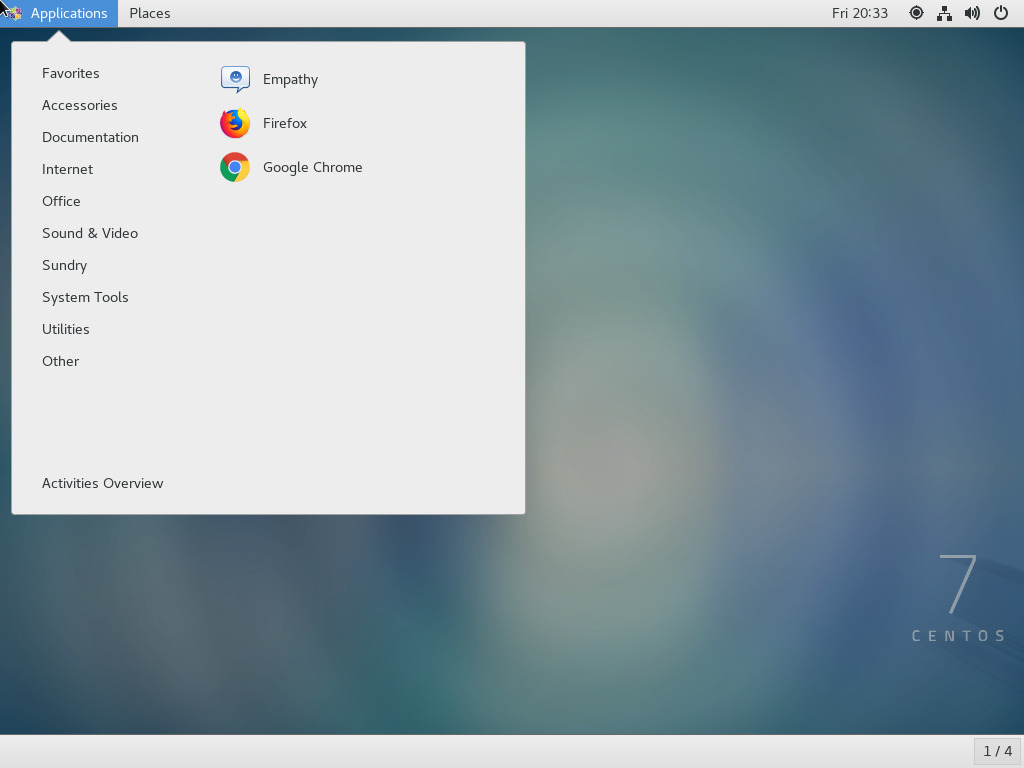 Applications Places Fri 20:33
Favorites
Accessories
Documentation
Internet
Office
Sound & Video
Sundry
System Tools
Utilities
Other
Activities Overview
Empathy
Firefox
Google Chrome
7
CENTOS
1 / 4